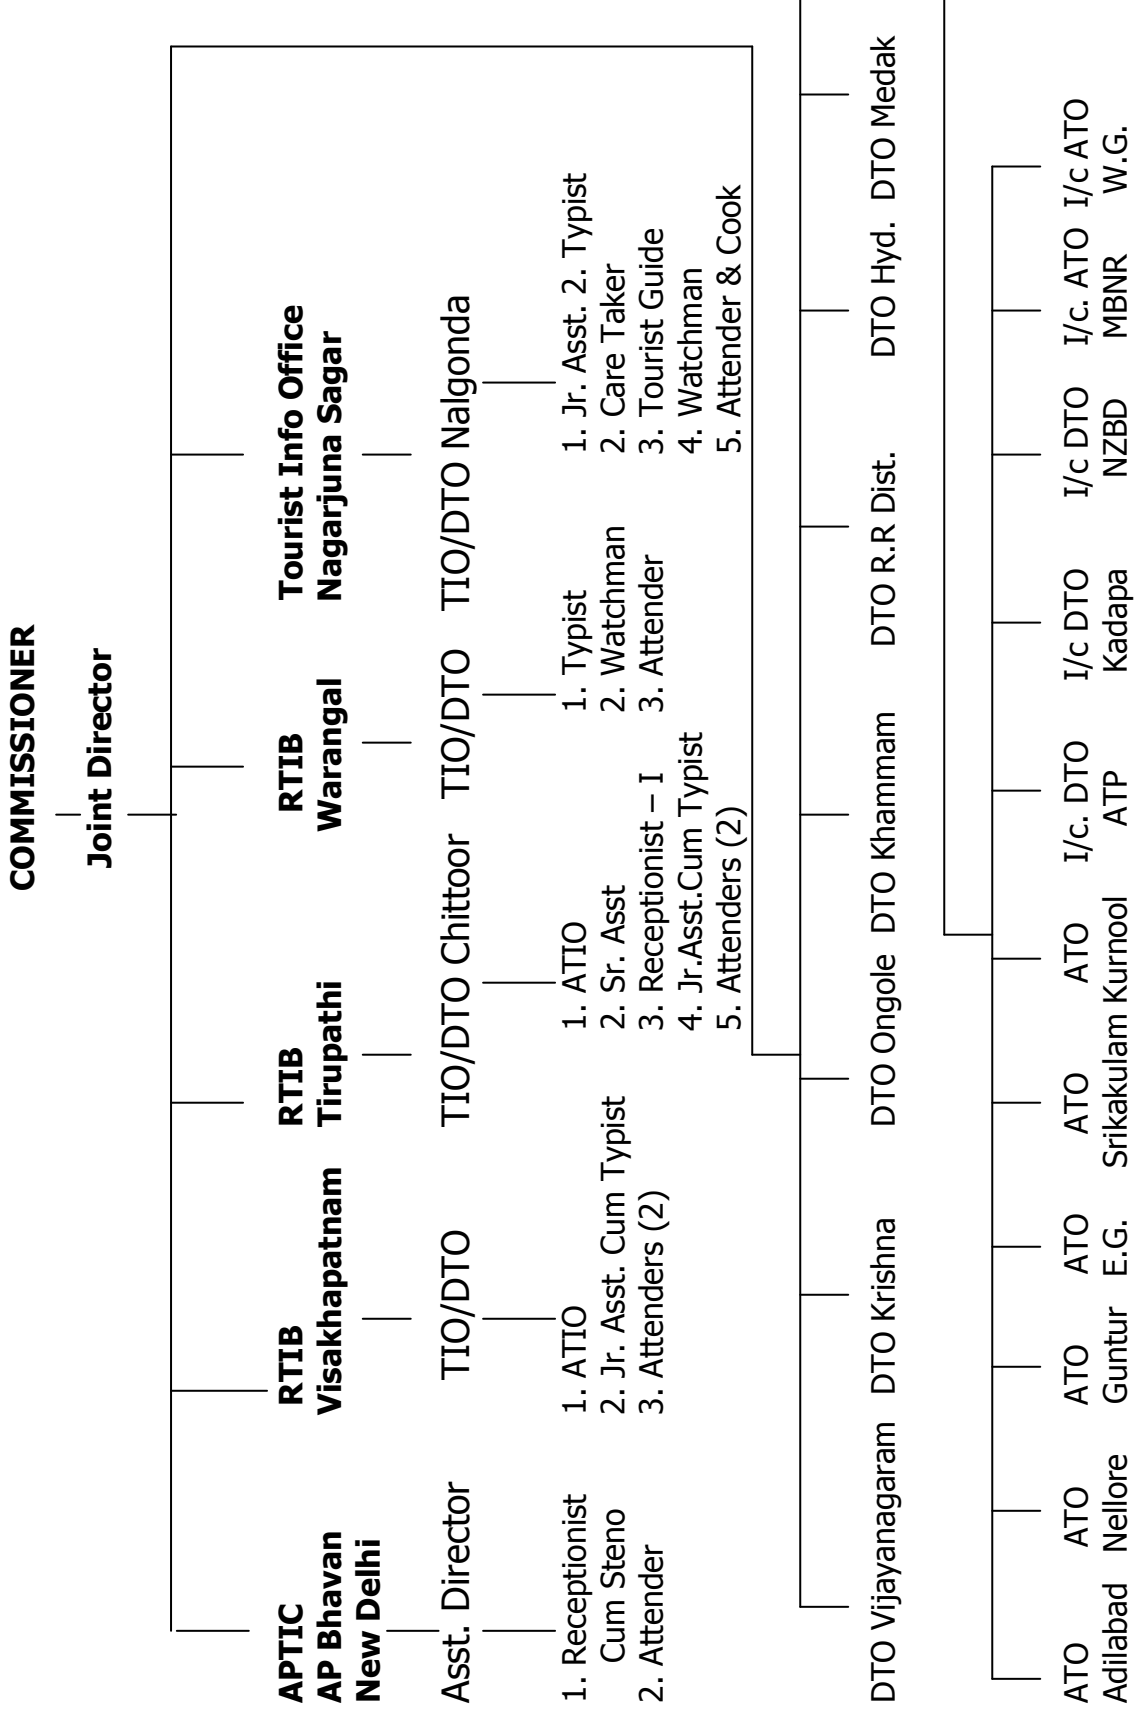 COMMISSIONER
Joint Director
APTIC
AP Bhavan
New Delhi
RTIB
Visakhapatnam
RTIB
Tirupathi
RTIB
Warangal
Tourist Info Office
Nagarjuna Sagar
Asst. Director
TIO/DTO
TIO/DTO Chittoor
TIO/DTO
TIO/DTO Nalgonda
1. Receptionist
Cum Steno
2. Attender
1. ATIO
2. Jr. Asst. Cum Typist
3. Attenders (2)
1. ATIO
2. Sr. Asst
3. Receptionist – I
4. Jr.Asst.Cum Typist
5. Attenders (2)
1. Typist
2. Watchman
3. Attender
1. Jr. Asst. 2. Typist
2. Care Taker
3. Tourist Guide
4. Watchman
5. Attender & Cook
DTO Vijayanagaram
DTO Krishna
DTO Ongole
DTO Khammam
DTO R.R Dist.
DTO Hyd.
DTO Medak
ATO
Adilabad
ATO
Nellore
ATO
Guntur
ATO
E.G.
ATO
Srikakulam
ATO
Kurnool
I/c. DTO
ATP
I/c DTO
Kadapa
I/c DTO
NZBD
I/c. ATO
MBNR
I/c ATO
W.G.